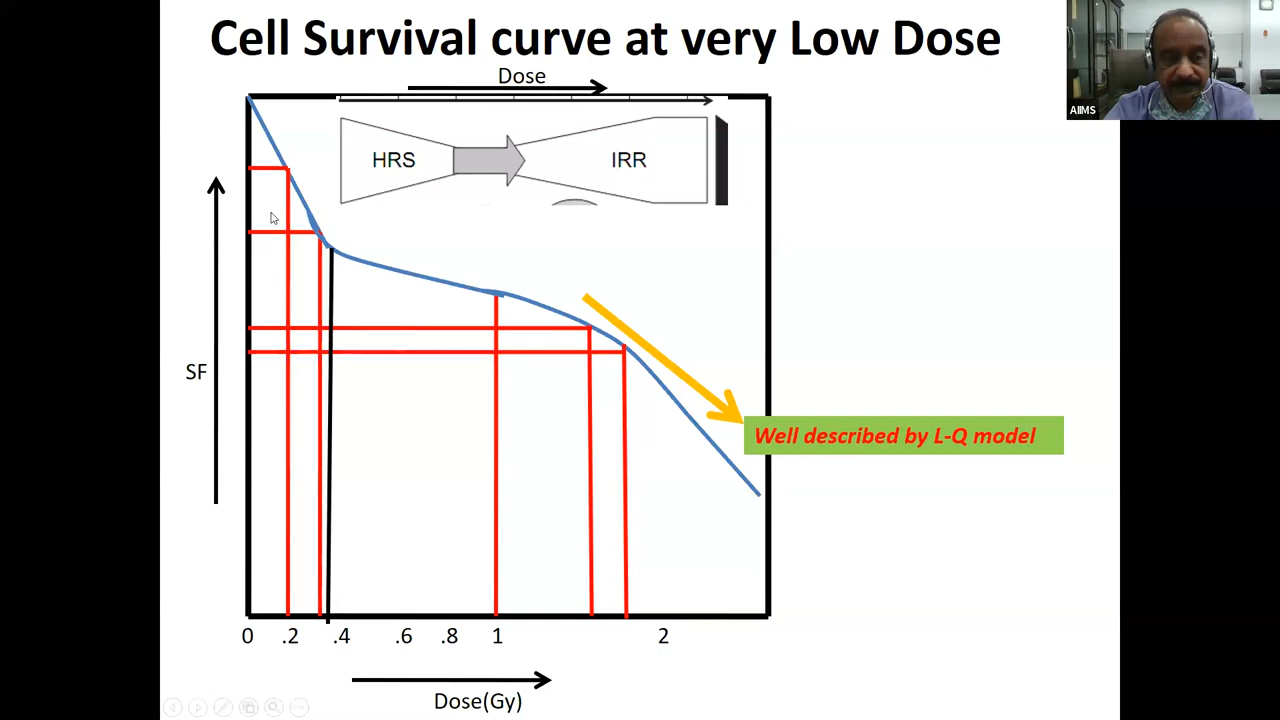 Cell Survival curve at very Low Dose
Dose
HRS
IRR
AIIMS
SF
Well described by L-Q model
0 .2 .4 .6 .8 1 2
Dose(Gy)